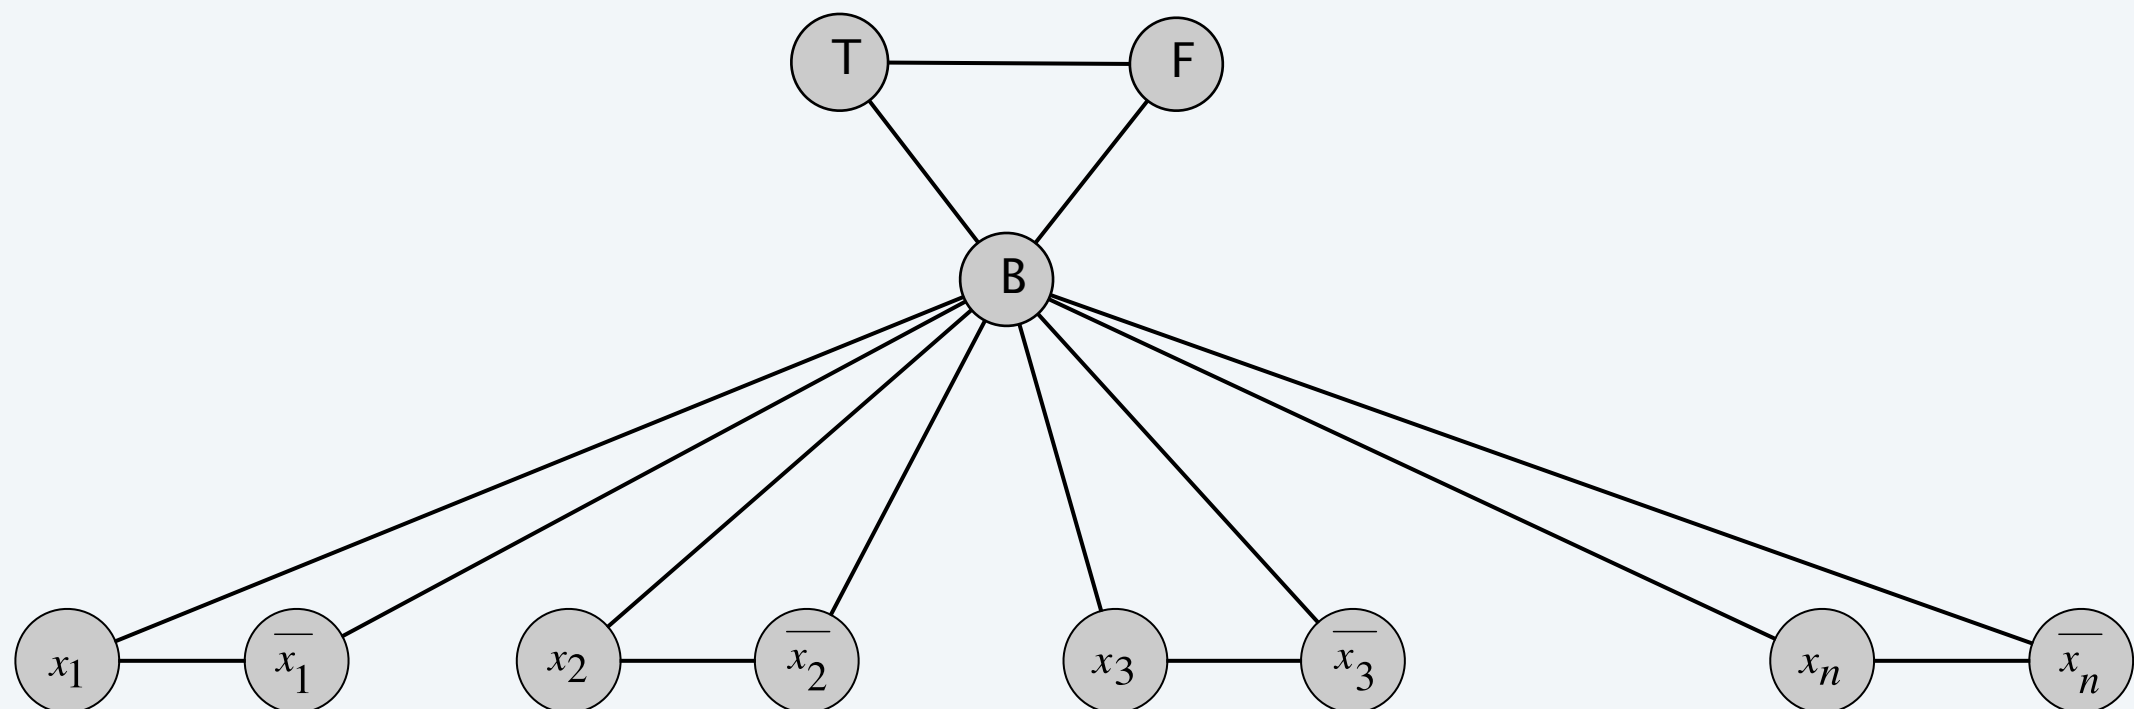 T F
B
x₁ x̅₁ x₂ x̅₂ x₃ x̅₃ xₙ x̅ₙ